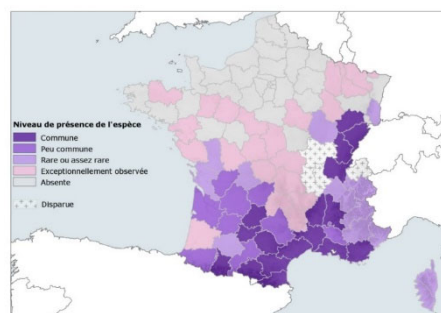 Niveau de présence de l'espèce
Commune
Peu commune
Rare ou assez rare
Exceptionnellement observée
Absente
Disparue